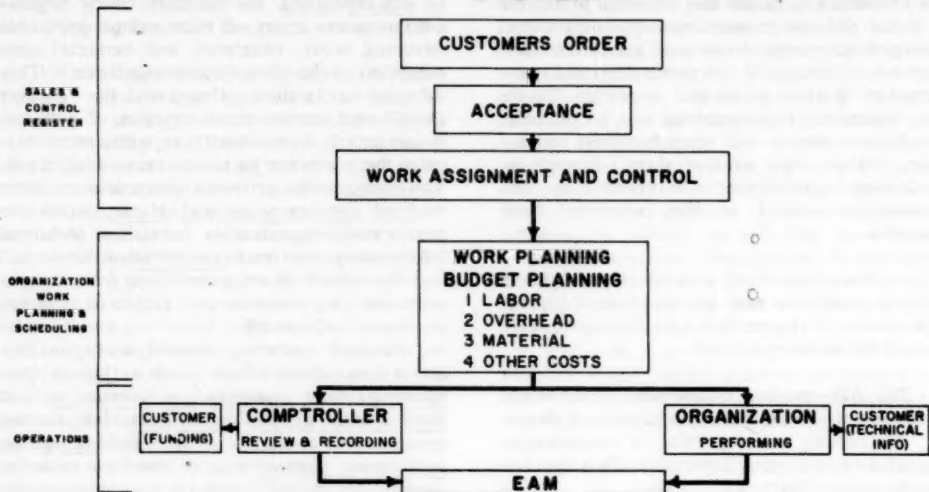 CUSTOMERS ORDER
SALES &
CONTROL
REGISTER
ACCEPTANCE
WORK ASSIGNMENT AND CONTROL
ORGANIZATION
WORK
PLANNING &
SCHEDULING
WORK PLANNING
BUDGET PLANNING
1 LABOR
2 OVERHEAD
3 MATERIAL
4 OTHER COSTS
OPERATIONS
CUSTOMER
(FUNDING)
COMPTROLLER
REVIEW & RECORDING
ORGANIZATION
PERFORMING
CUSTOMER
(TECHNICAL
INFO)
EAM